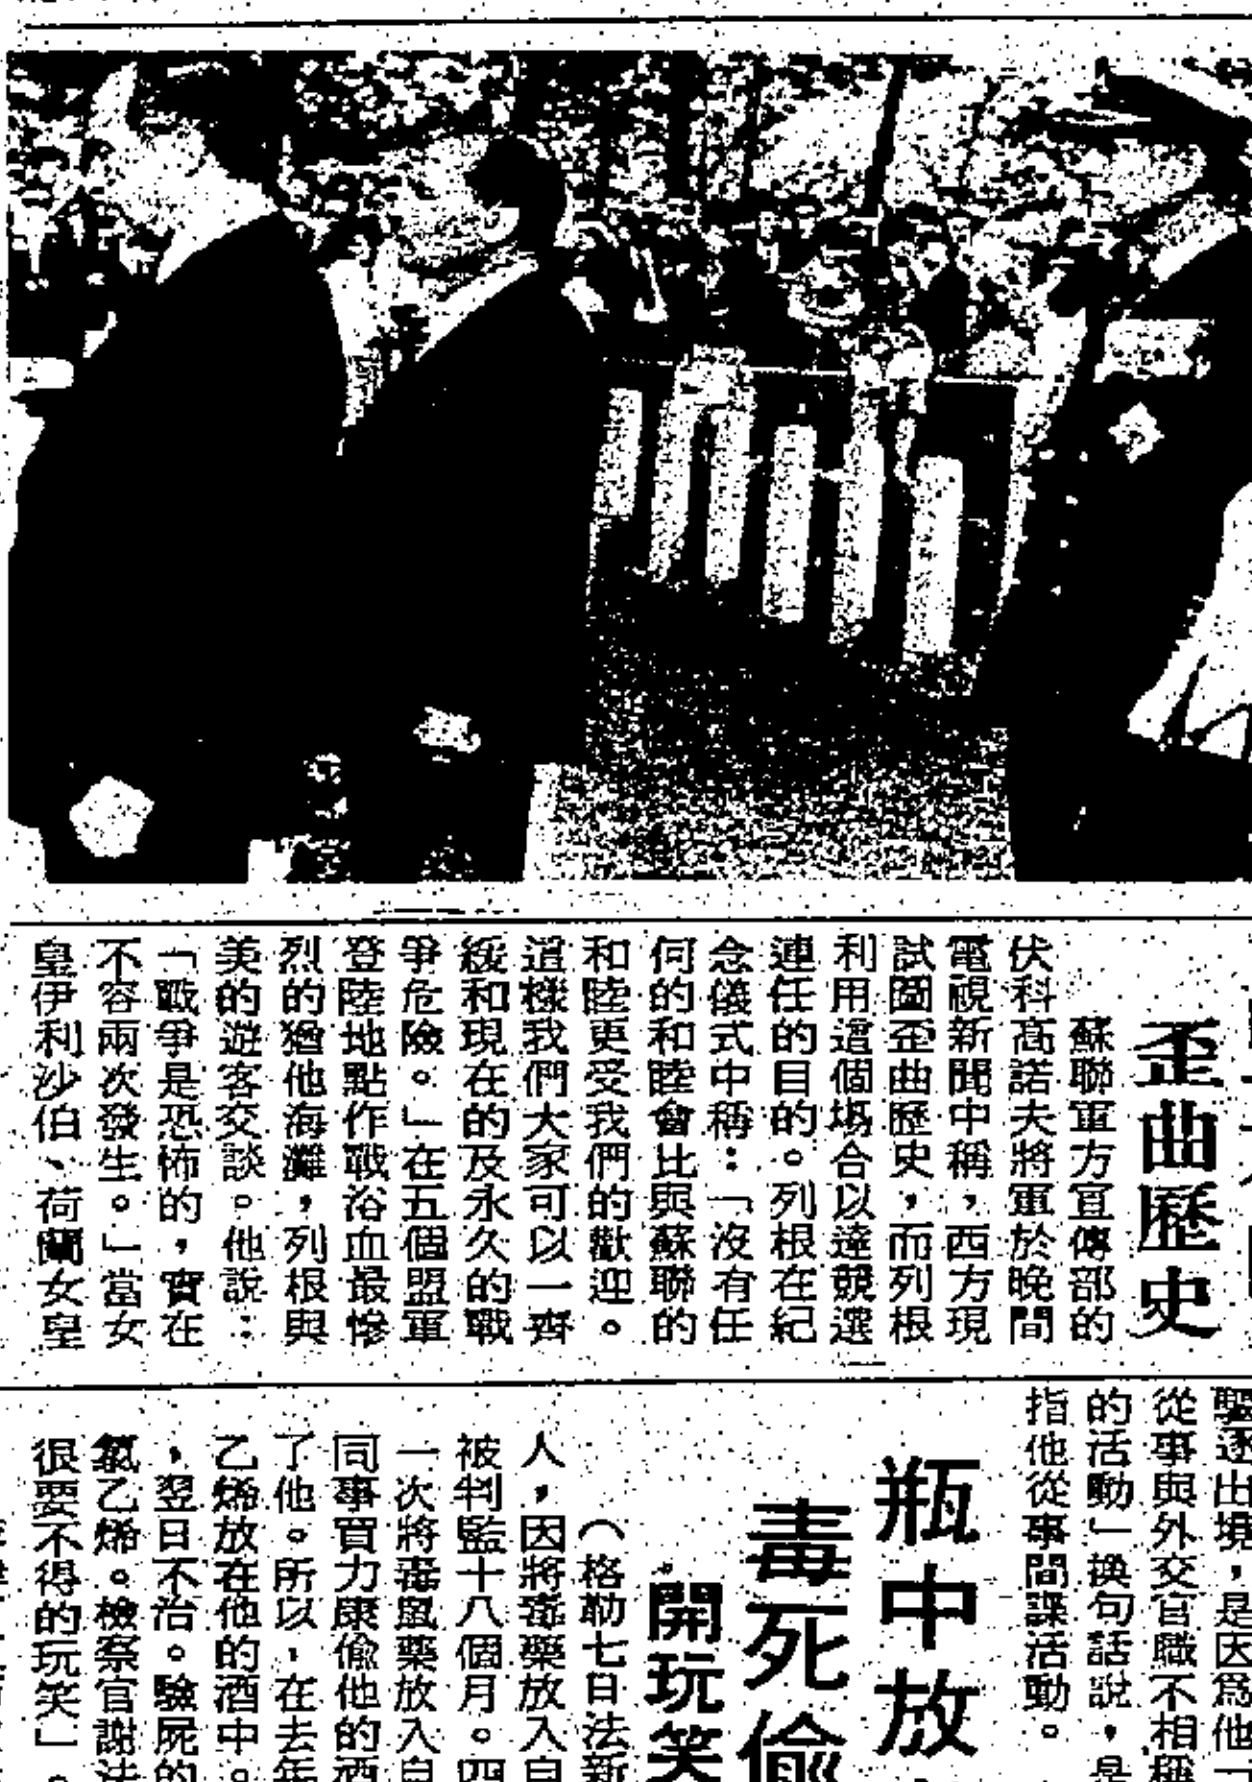 歪曲歷史
蘇聯軍方宣傳部的
伏科高諾夫將軍於晚間
電視新聞中稱，西方現
試圖歪曲歷史，而列根
利用這個場合以達競選
連任的目的。列根在紀
念儀式中稱：「沒有任
何的和睦會比與蘇聯的
和陸更受我們的歡迎。
這樣我們大家可以一齊
緩和現在的及永久的戰
爭危險。」在五個盟軍
登陸地點作戰浴血最慘
烈的猶他海灘，列根與
美的遊客交談。他說：
「戰爭是恐怖的，實在
不容兩次發生。」當女
皇伊利沙伯、荷蘭女皇
驅逐出境，是因爲他一
從事與外交官職不相稱
的活動」換句話說，是
指他從事間諜活動。
瓶中放
毒死偸
開玩笑
（格勒七日法新
人，因將毒藥放入自
被判監十八個月。四
一次將毒鼠藥放入自
同事買力康偸他的酒
了他。所以，在去年
乙烯放在他的酒中。
，翌日不治。驗屍的
氯乙烯。檢察官謝法
很要不得的玩笑」。